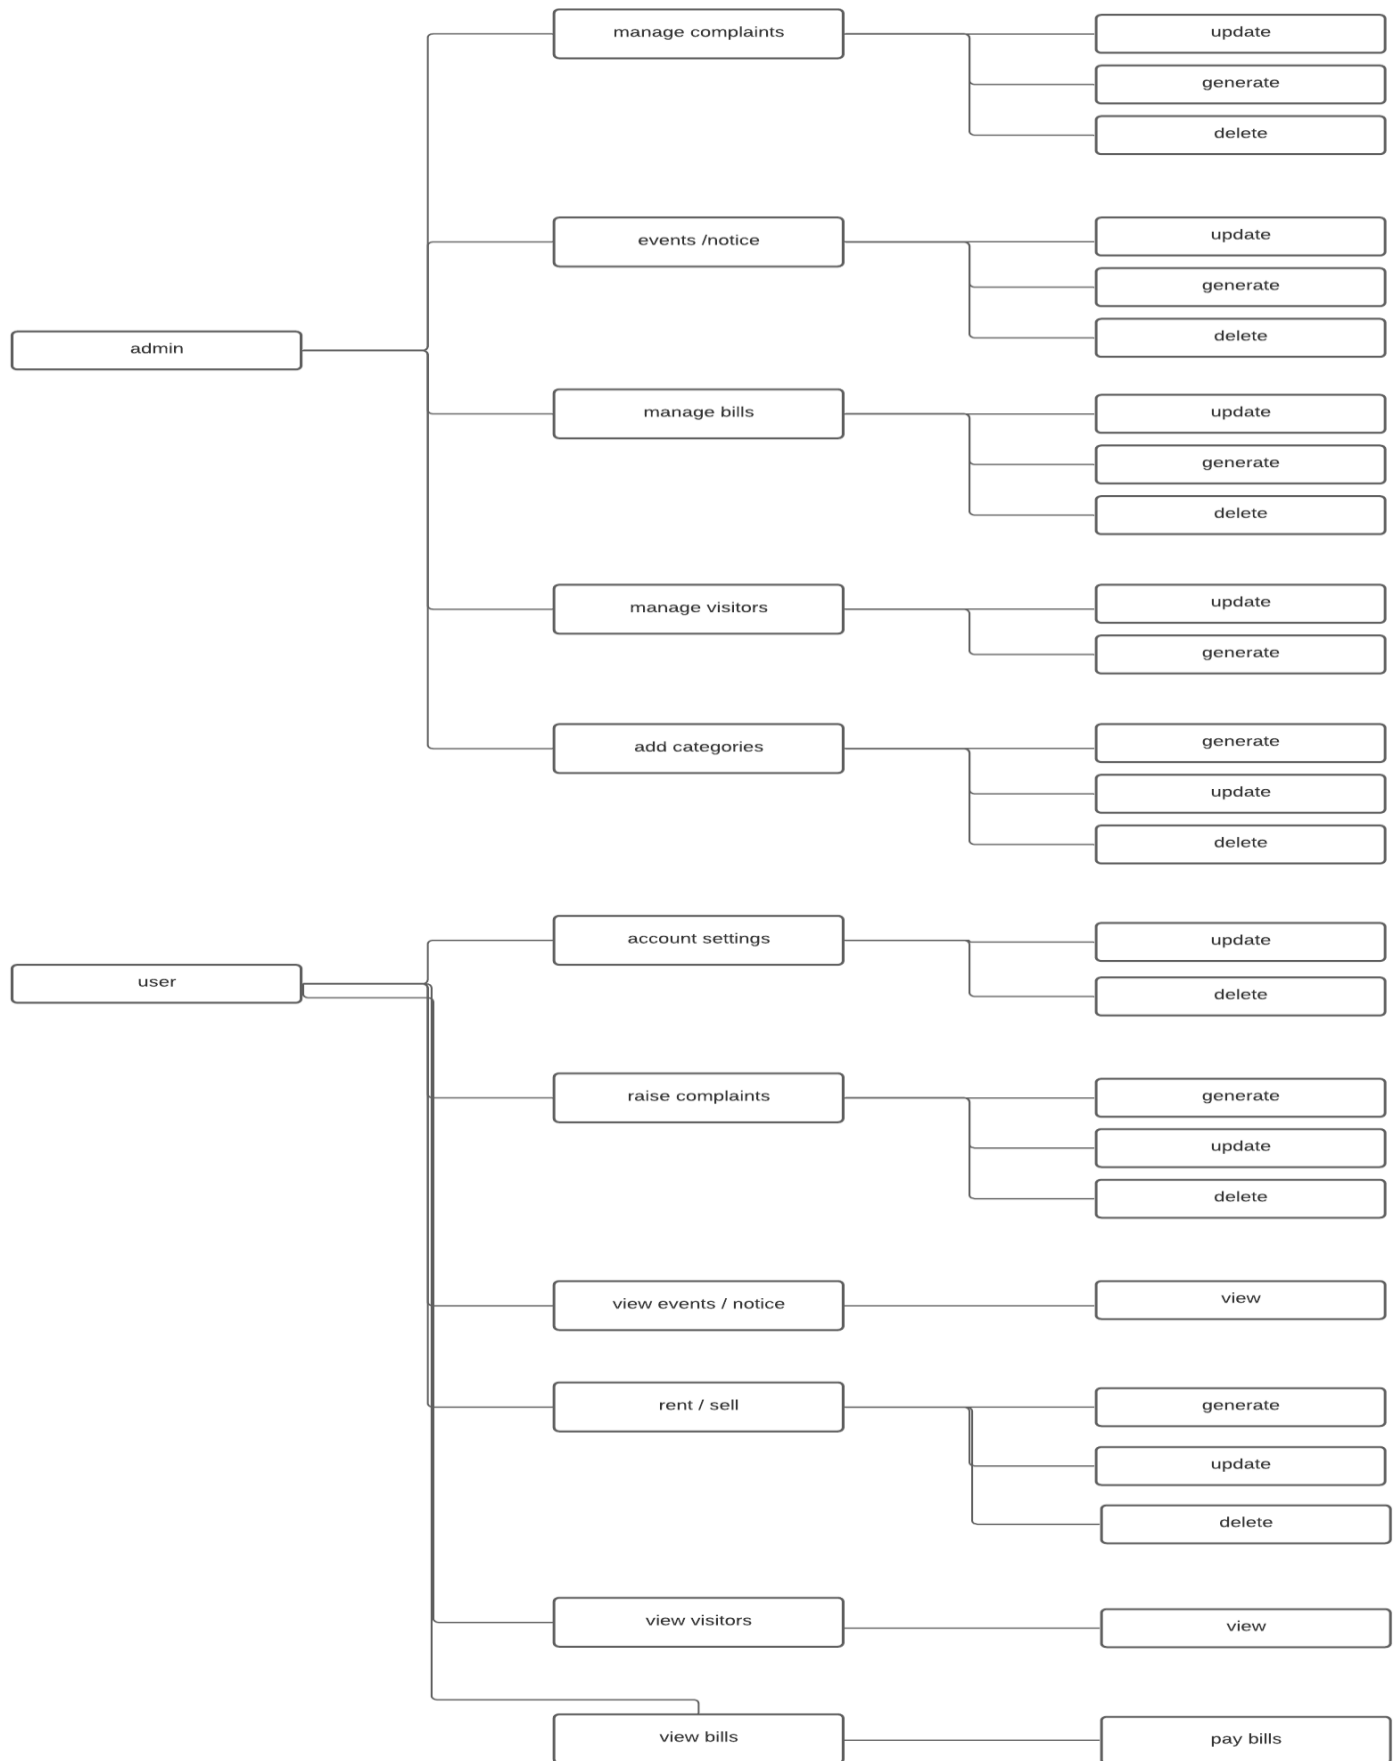 manage complaints
update
generate
delete
events /notice
update
generate
delete
admin
manage bills
update
generate
delete
manage visitors
update
generate
add categories
generate
update
delete
account settings
update
user
delete
raise complaints
generate
update
delete
view events / notice
view
rent / sell
generate
update
delete
view visitors
view
view bills
pay bills